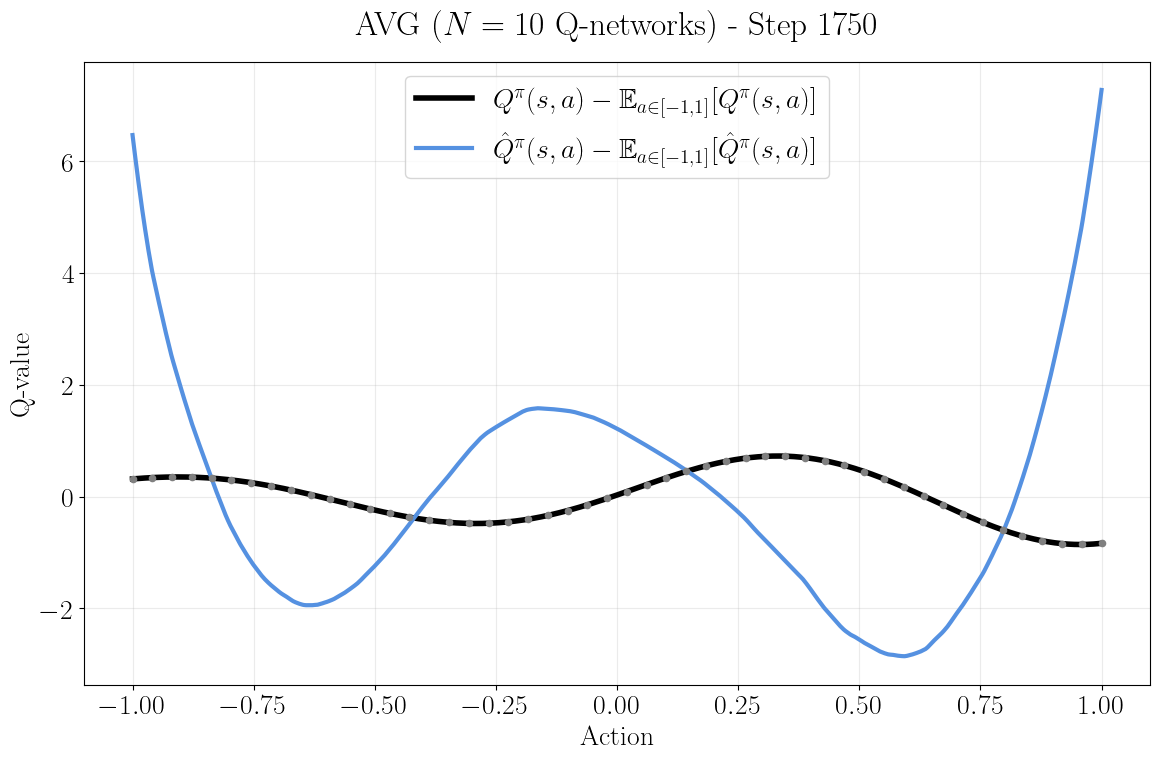 AVG (N = 10 Q-networks) - Step 1750
Q^π(s, a) − 𝔼_{a∈[−1,1]}[Q^π(s, a)]
Q̂^π(s, a) − 𝔼_{a∈[−1,1]}[Q̂^π(s, a)]
Q-value
6
4
2
0
−2
−1.00 −0.75 −0.50 −0.25 0.00 0.25 0.50 0.75 1.00
Action